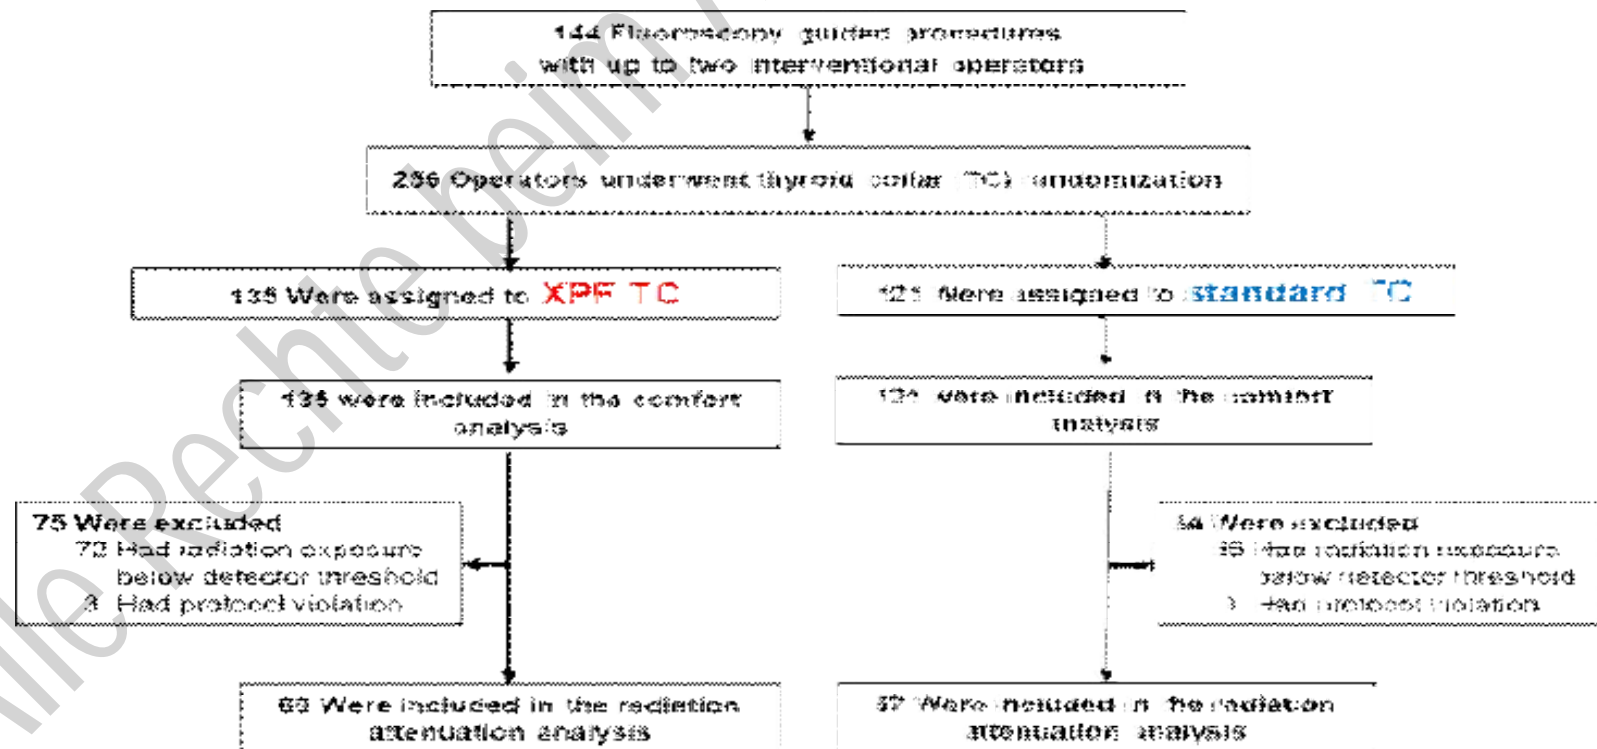 144 Fluoroscopy guided procedures
with up to two interventional operators
256 Operators underwent thyroid collar (TC) randomization
135 Were assigned to XPF TC
121 Were assigned to standard TC
135 were included in the comfort
analysis
121 were included in the comfort
analysis
75 Were excluded
72 Had radiation exposure
below detector threshold
3 Had protocol violation
Were excluded
Had radiation exposure
below detector threshold
Had protocol violation
60 Were included in the radiation
attenuation analysis
57 Were included in the radiation
attenuation analysis
Alle Rechte beim